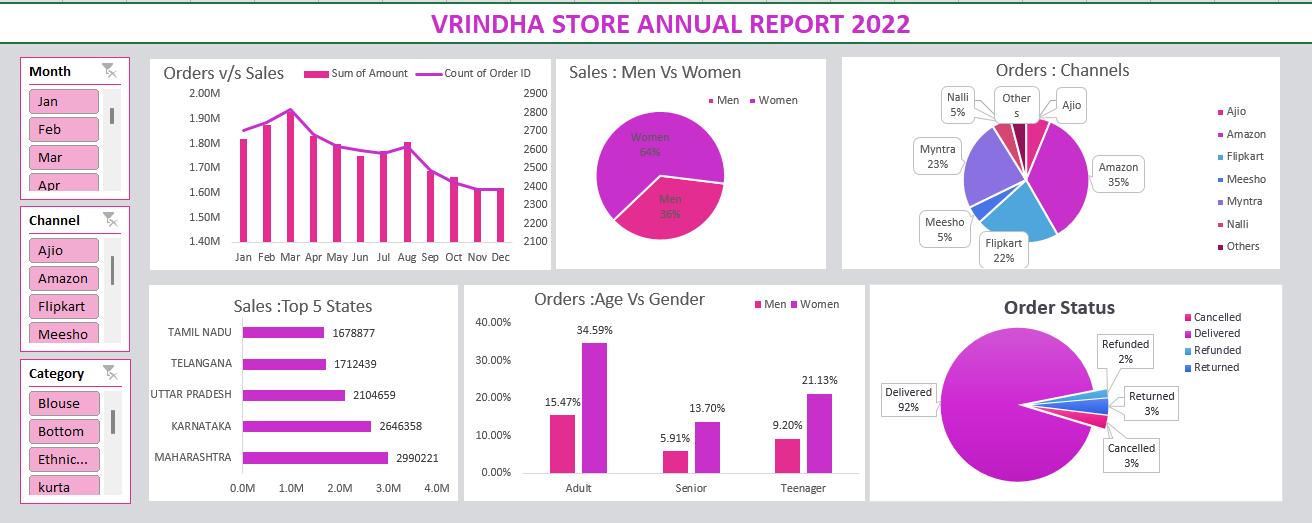 VRINDHA STORE ANNUAL REPORT 2022
Month
Jan
Feb
Mar
Apr
Channel
Ajio
Amazon
Flipkart
Meesho
Category
Blouse
Bottom
Ethnic...
kurta
Orders v/s Sales
Sum of Amount
Count of Order ID
2.00M
1.90M
1.80M
1.70M
1.60M
1.50M
1.40M
2900
2800
2700
2600
2500
2400
2300
2200
2100
Jan Feb Mar Apr May Jun Jul Aug Sep Oct Nov Dec
Sales : Men Vs Women
Men Women
Women
64%
Men
36%
Orders : Channels
Nalli
5%
Other
s
Ajio
Myntra
23%
Amazon
35%
Meesho
5%
Flipkart
22%
Ajio
Amazon
Flipkart
Meesho
Myntra
Nalli
Others
Sales :Top 5 States
TAMIL NADU 1678877
TELANGANA 1712439
UTTAR PRADESH 2104659
KARNATAKA 2646358
MAHARASHTRA 2990221
0.0M 1.0M 2.0M 3.0M 4.0M
Orders :Age Vs Gender
Men Women
40.00%
30.00%
20.00%
10.00%
0.00%
15.47%
34.59%
5.91%
13.70%
9.20%
21.13%
Adult Senior Teenager
Order Status
Cancelled
Delivered
Refunded
Returned
Delivered
92%
Refunded
2%
Returned
3%
Cancelled
3%